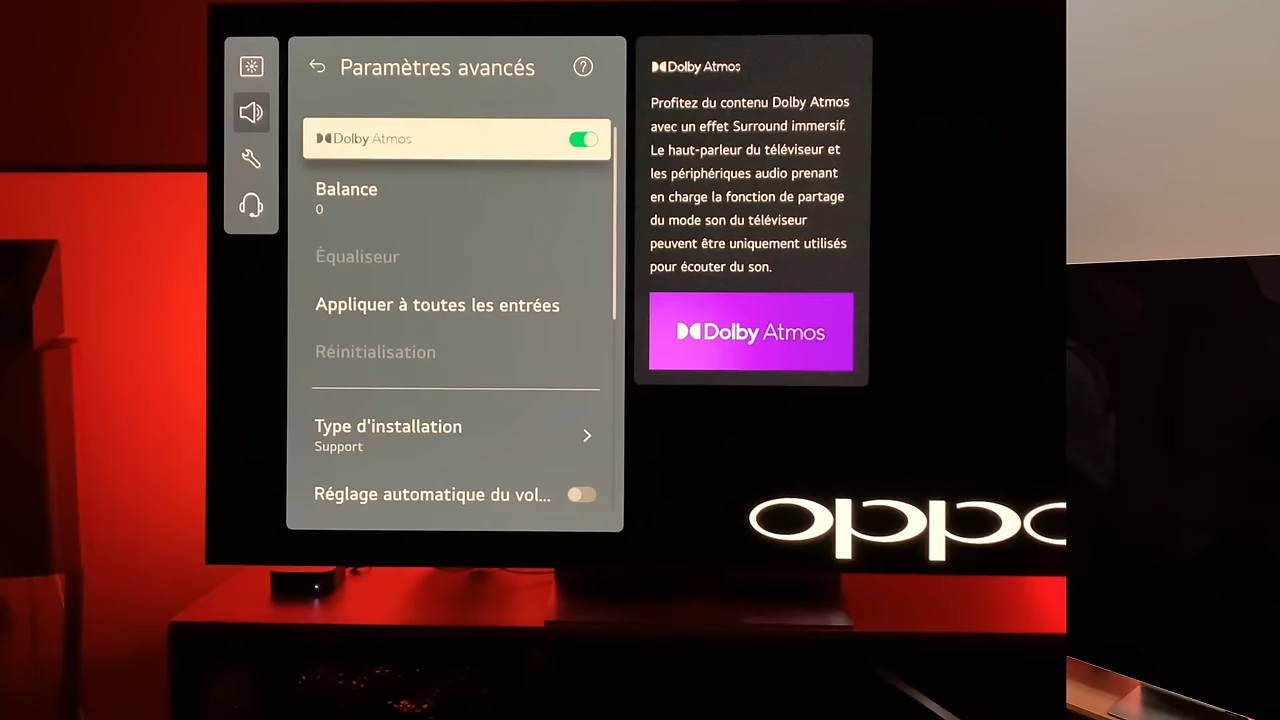 Paramètres avancés
?
Dolby Atmos
Balance
0
Équaliseur
Appliquer à toutes les entrées
Réinitialisation
Type d'installation
Support
Réglage automatique du vol...
Dolby Atmos
Profitez du contenu Dolby Atmos
avec un effet Surround immersif.
Le haut-parleur du téléviseur et
les périphériques audio prenant
en charge la fonction de partage
du mode son du téléviseur
peuvent être uniquement utilisés
pour écouter du son.
Dolby Atmos
oppo